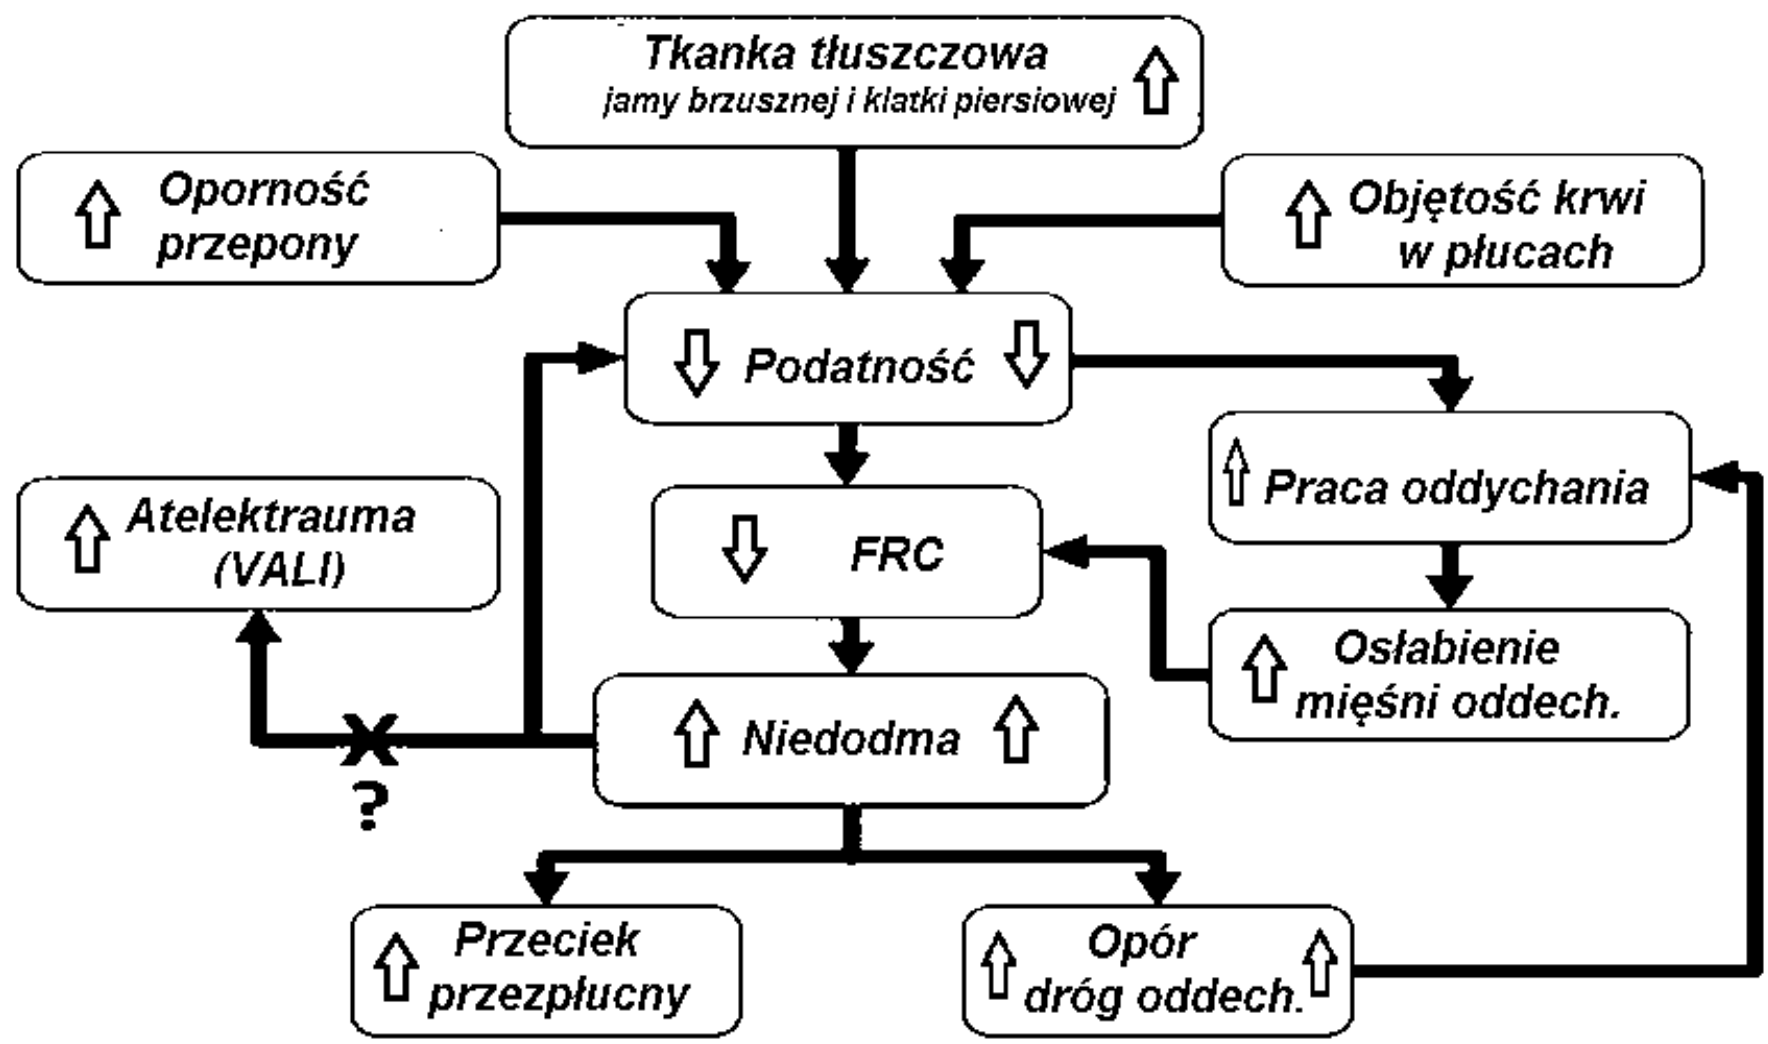 Tkanka tłuszczowa
jamy brzusznej i klatki piersiowej
Oporność
przepony
Objętość krwi
w płucach
Podatność
Praca oddychania
Atelektrauma
(VALI)
FRC
Osłabienie
mięśni oddech.
Niedodma
X
?
Przeciek
przezpłucny
Opór
dróg oddech.